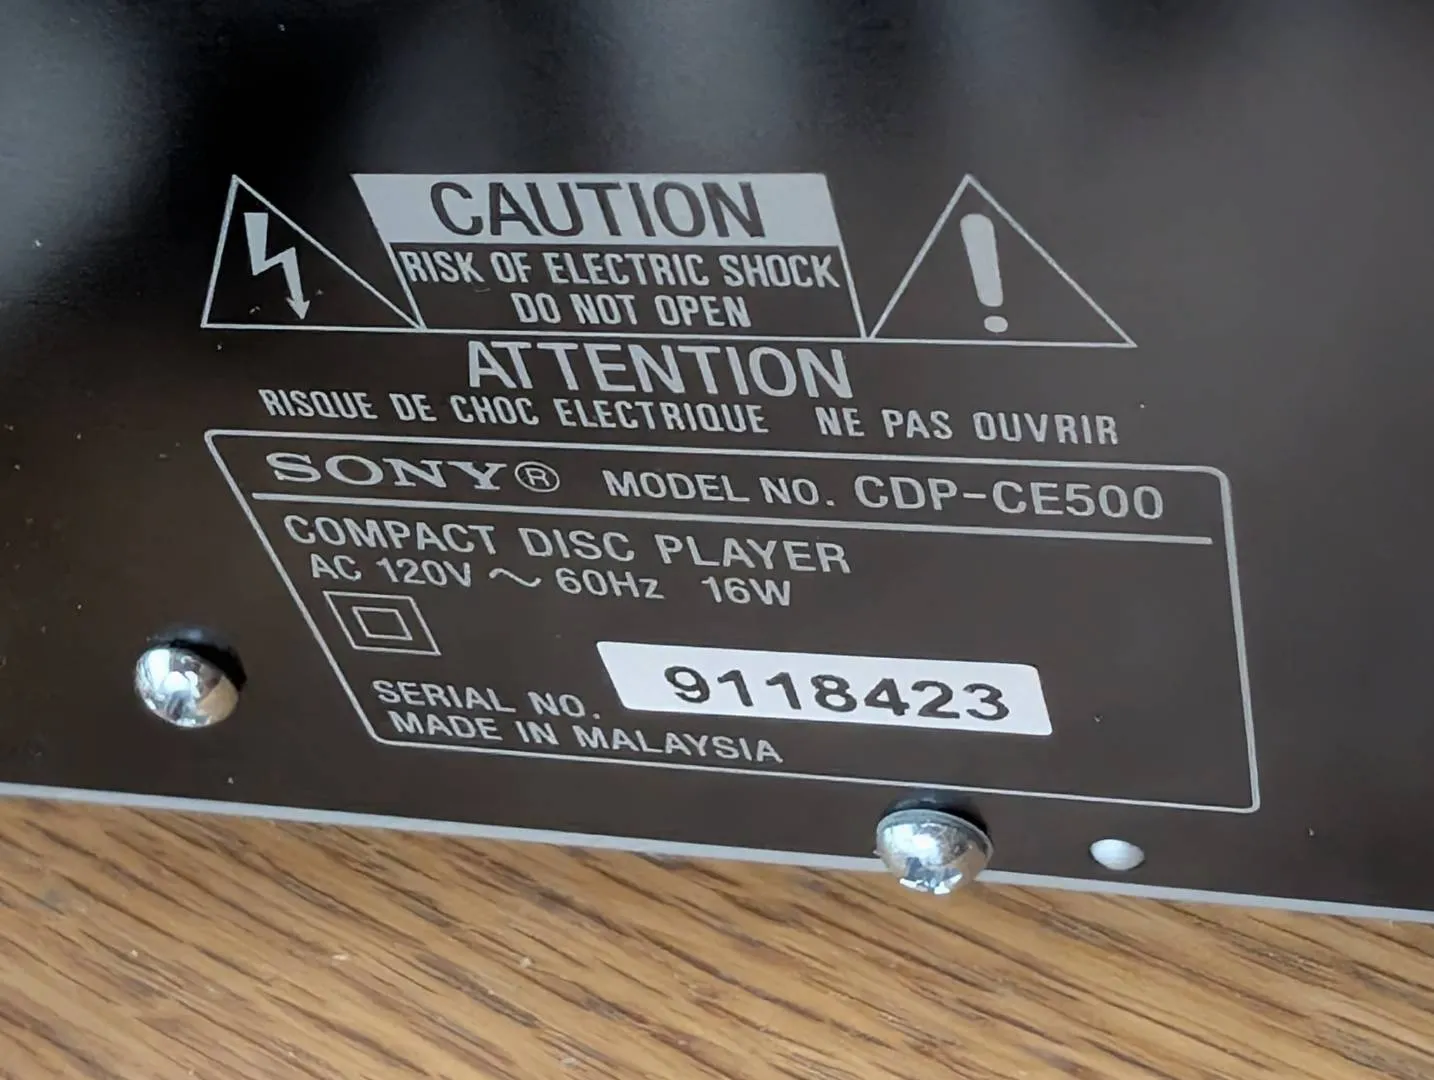 CAUTION
RISK OF ELECTRIC SHOCK
DO NOT OPEN
ATTENTION
RISQUE DE CHOC ELECTRIQUE NE PAS OUVRIR
SONY® MODEL NO. CDP-CE500
COMPACT DISC PLAYER
AC 120V ~ 60Hz 16W
SERIAL NO. 9118423
MADE IN MALAYSIA